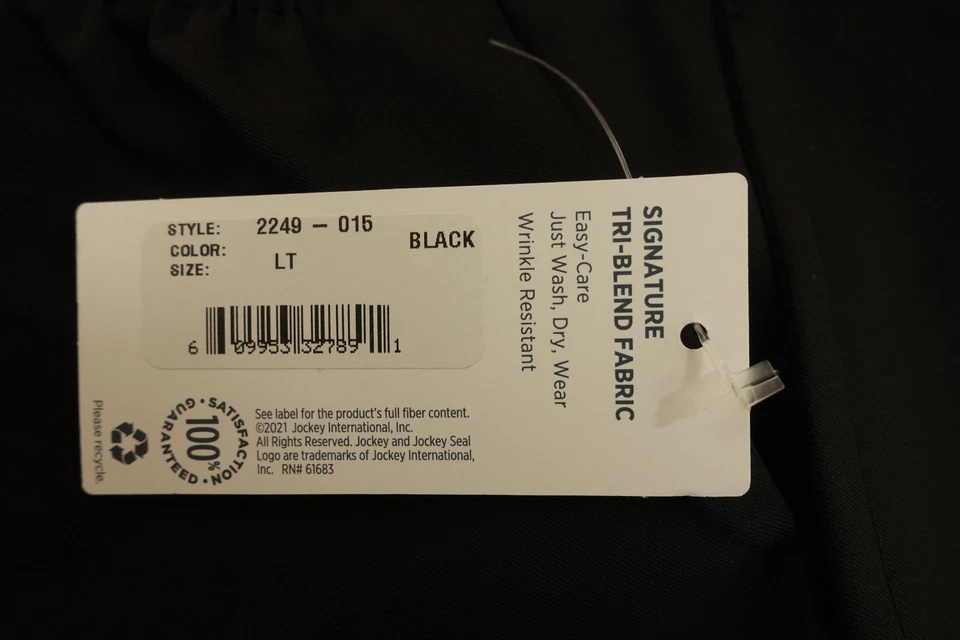 STYLE: 2249 - 015
COLOR: BLACK
SIZE: LT
6 09953 32789 1
SIGNATURE
TRI-BLEND FABRIC
Easy-Care
Just Wash, Dry, Wear
Wrinkle Resistant
Please recycle.
100%
SATISFACTION • GUARANTEED •
See label for the product's full fiber content.
©2021 Jockey International, Inc.
All Rights Reserved. Jockey and Jockey Seal
Logo are trademarks of Jockey International,
Inc. RN# 61683